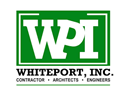 WPI
WHITEPORT, INC.
CONTRACTOR • ARCHITECTS • ENGINEERS